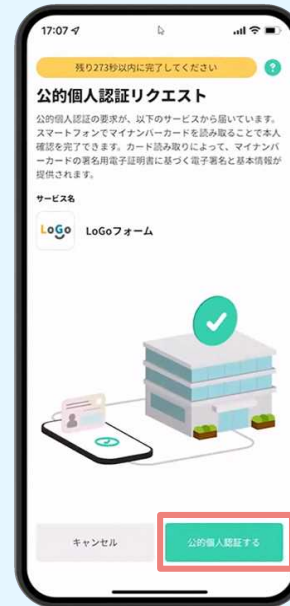 17:07
残り273秒以内に完了してください
?
公的個人認証リクエスト
公的個人認証の要求が、以下のサービスから届いています。
スマートフォンでマイナンバーカードを読み取ることで本人
確認を完了できます。カード読み取りによって、マイナンバ
ーカードの署名用電子証明書に基づく電子署名と基本情報が
提供されます。
サービス名
LoGo
LoGoフォーム
キャンセル
公的個人認証する